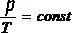 p/T = const